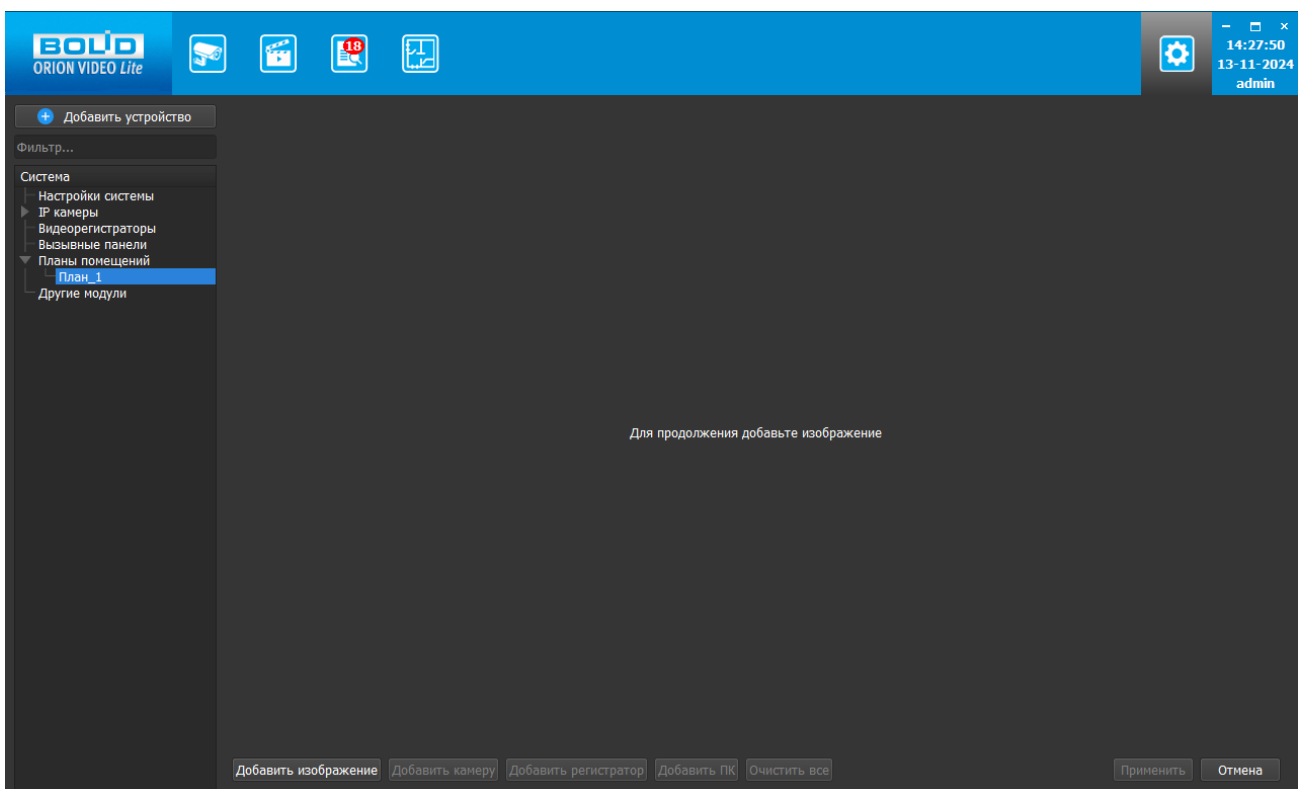 BOLID
ORION VIDEO Lite
18
14:27:50
13-11-2024
admin
Добавить устройство
Фильтр...
Система
Настройки системы
IP камеры
Видеорегистраторы
Вызывные панели
Планы помещений
План_1
Другие модули
Для продолжения добавьте изображение
Добавить изображение Добавить камеру Добавить регистратор Добавить ПК Очистить все Применить Отмена